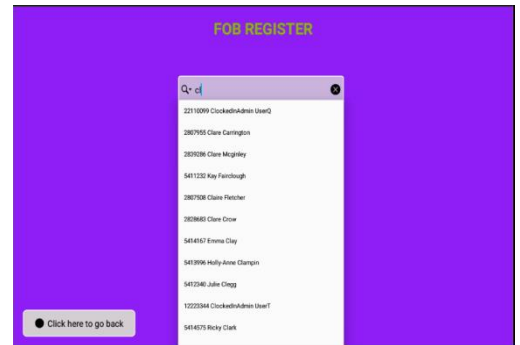 FOB REGISTER
cl
22110099 ClockedInAdmin UserQ
2807955 Clare Carrington
2839286 Clare Mcginley
5411232 Kay Fairclough
2807508 Claire Fletcher
2828683 Clare Crow
5414167 Emma Clay
5413996 Holly-Anne Clampin
5412340 Julie Clegg
12223344 ClockedInAdmin UserT
5414575 Ricky Clark
Click here to go back